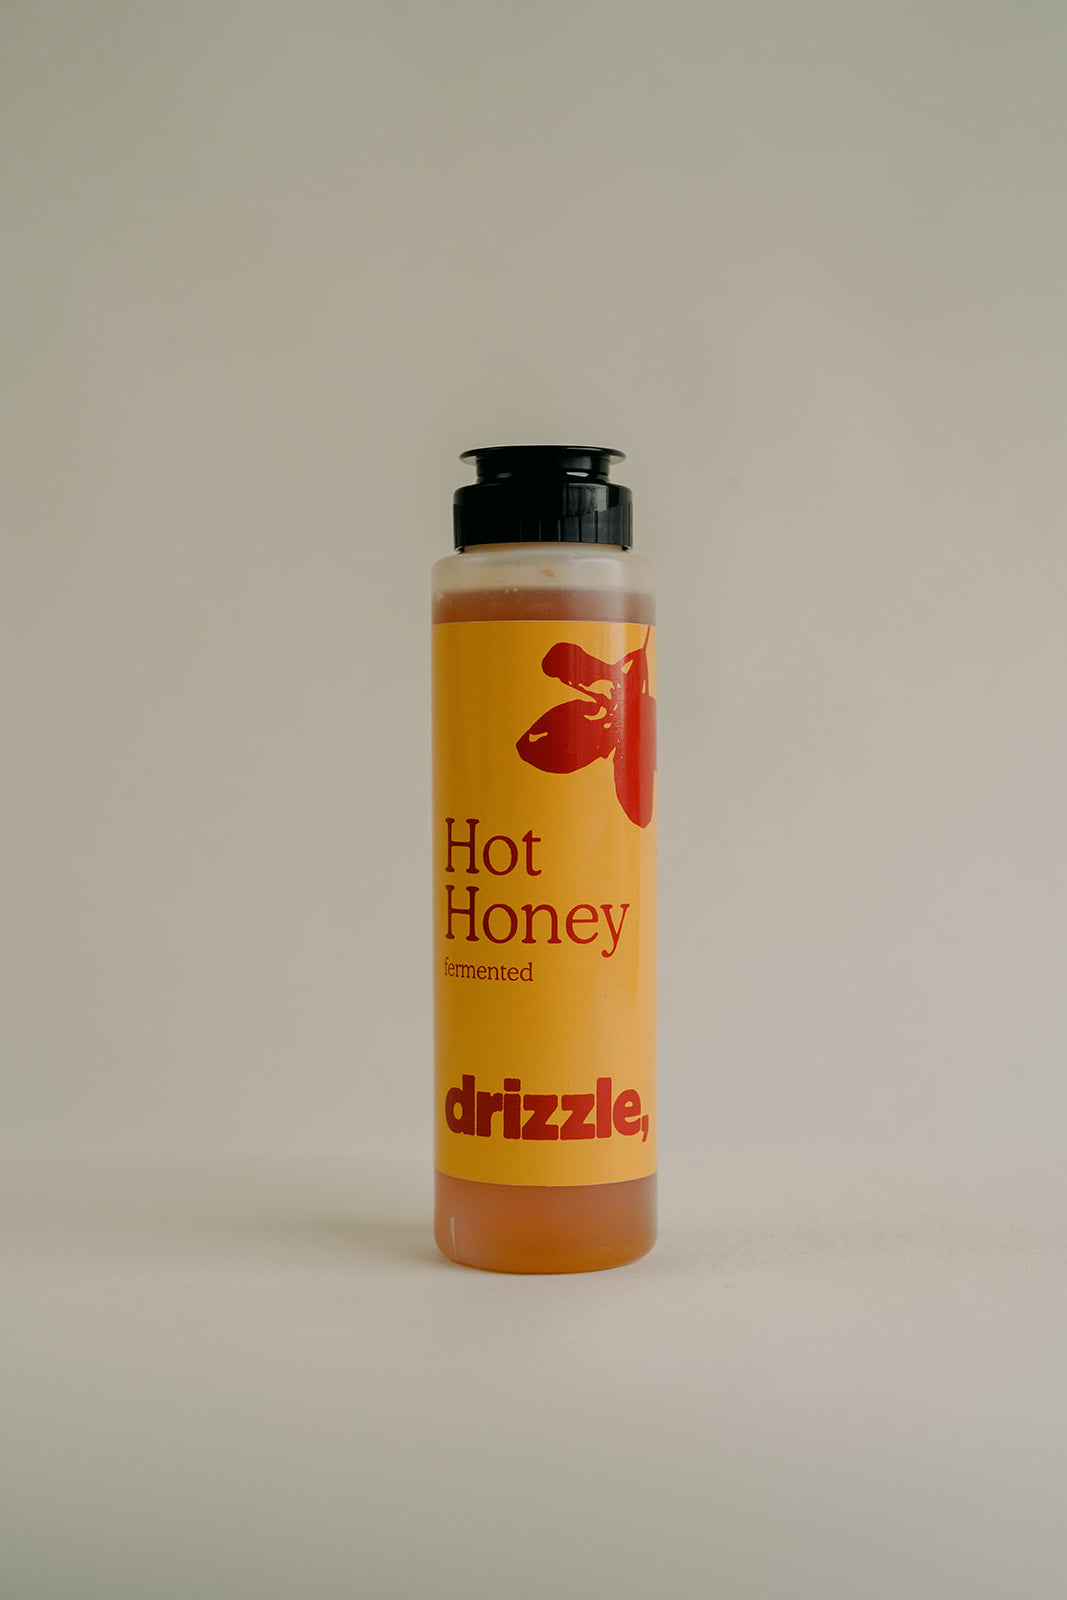 Hot
Honey
fermented
drizzle,